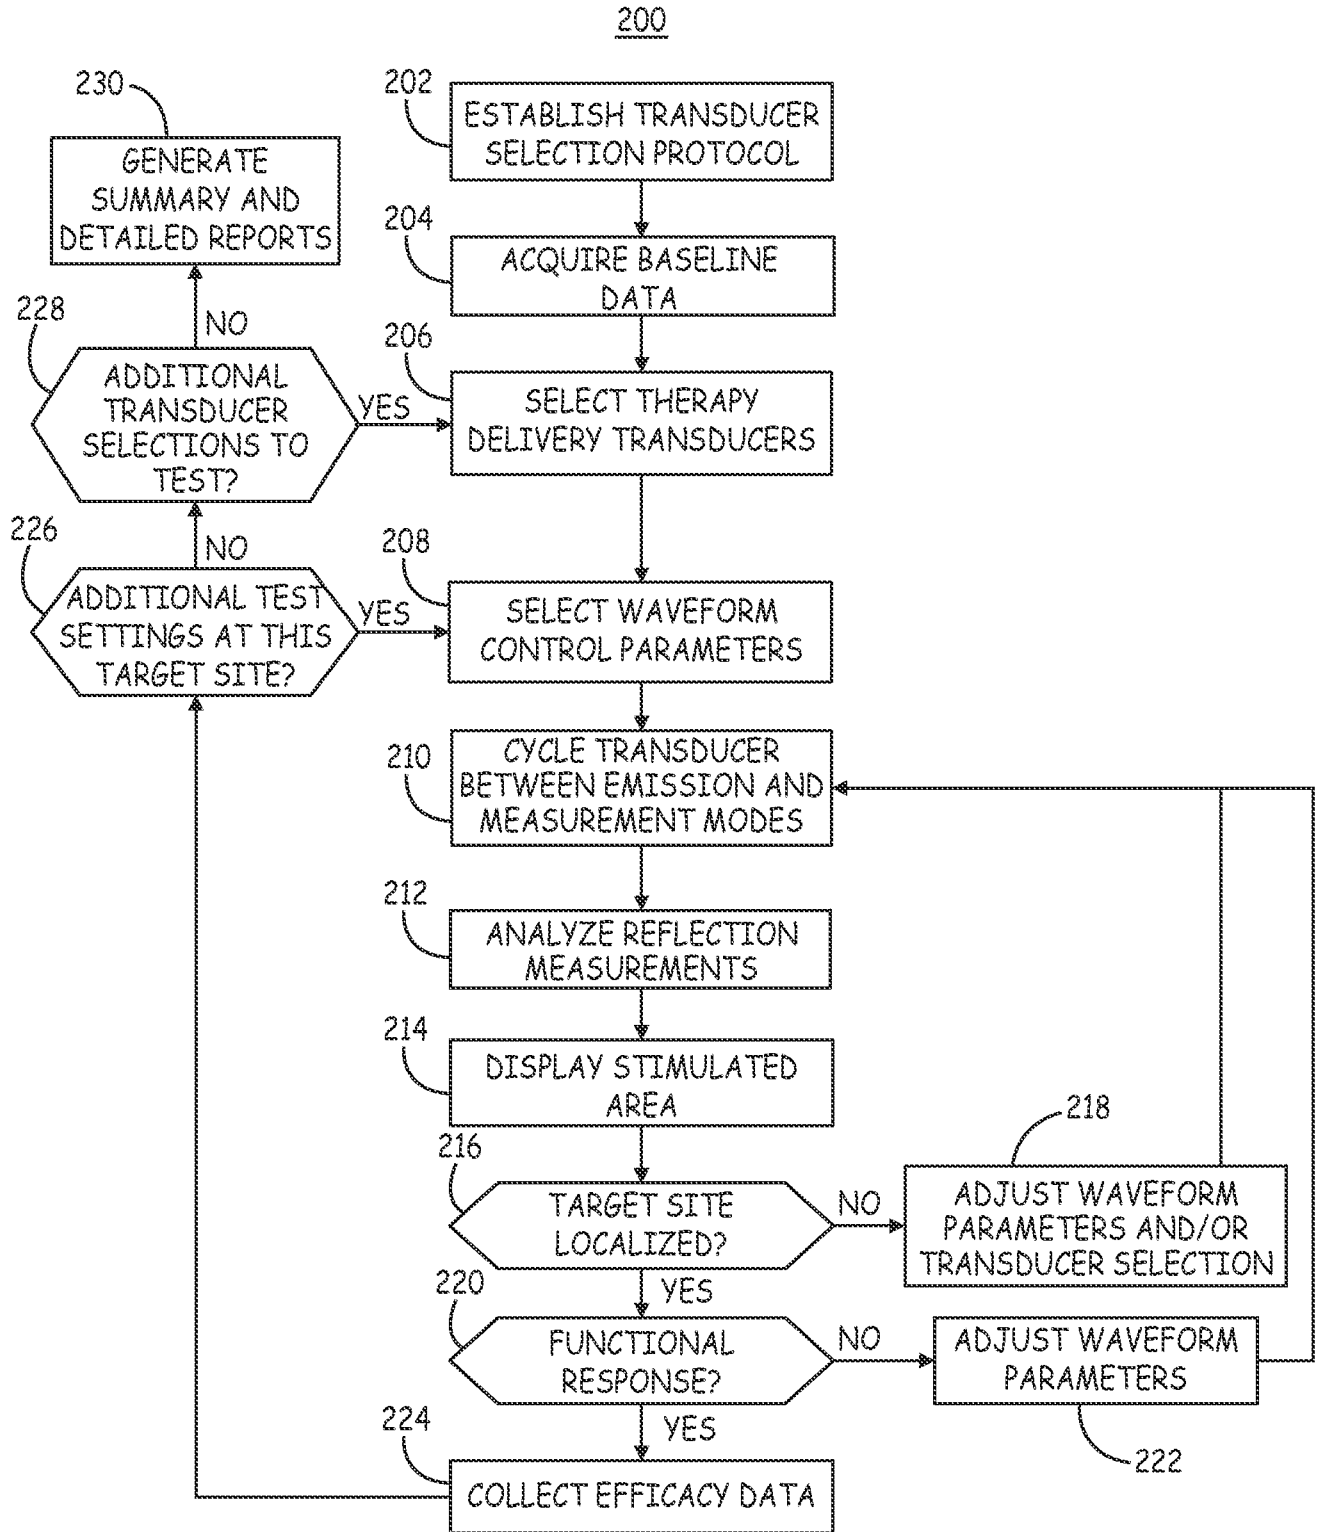 200
230
202
ESTABLISH TRANSDUCER
SELECTION PROTOCOL
GENERATE
SUMMARY AND
DETAILED REPORTS
204
ACQUIRE BASELINE
DATA
228
NO
206
ADDITIONAL
TRANSDUCER
SELECTIONS TO
TEST?
YES
SELECT THERAPY
DELIVERY TRANSDUCERS
226
NO
208
ADDITIONAL TEST
SETTINGS AT THIS
TARGET SITE?
YES
SELECT WAVEFORM
CONTROL PARAMETERS
210
CYCLE TRANSDUCER
BETWEEN EMISSION AND
MEASUREMENT MODES
212
ANALYZE REFLECTION
MEASUREMENTS
214
DISPLAY STIMULATED
AREA
216
TARGET SITE
LOCALIZED?
NO
218
ADJUST WAVEFORM
PARAMETERS AND/OR
TRANSDUCER SELECTION
YES
220
FUNCTIONAL
RESPONSE?
NO
ADJUST WAVEFORM
PARAMETERS
222
YES
224
COLLECT EFFICACY DATA